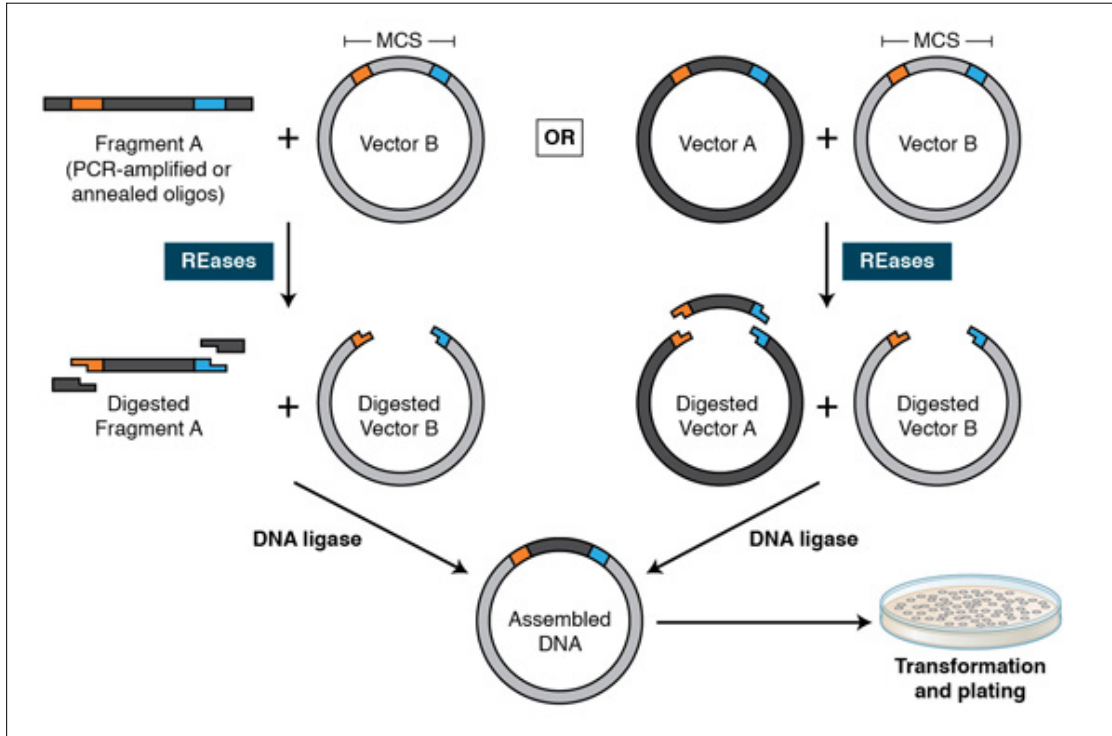 MCS
MCS
Fragment A
(PCR-amplified or
annealed oligos)
+
Vector B
OR
Vector A
+
Vector B
REases
REases
Digested
Fragment A
+
Digested
Vector B
Digested
Vector A
+
Digested
Vector B
DNA ligase
DNA ligase
Assembled
DNA
Transformation
and plating